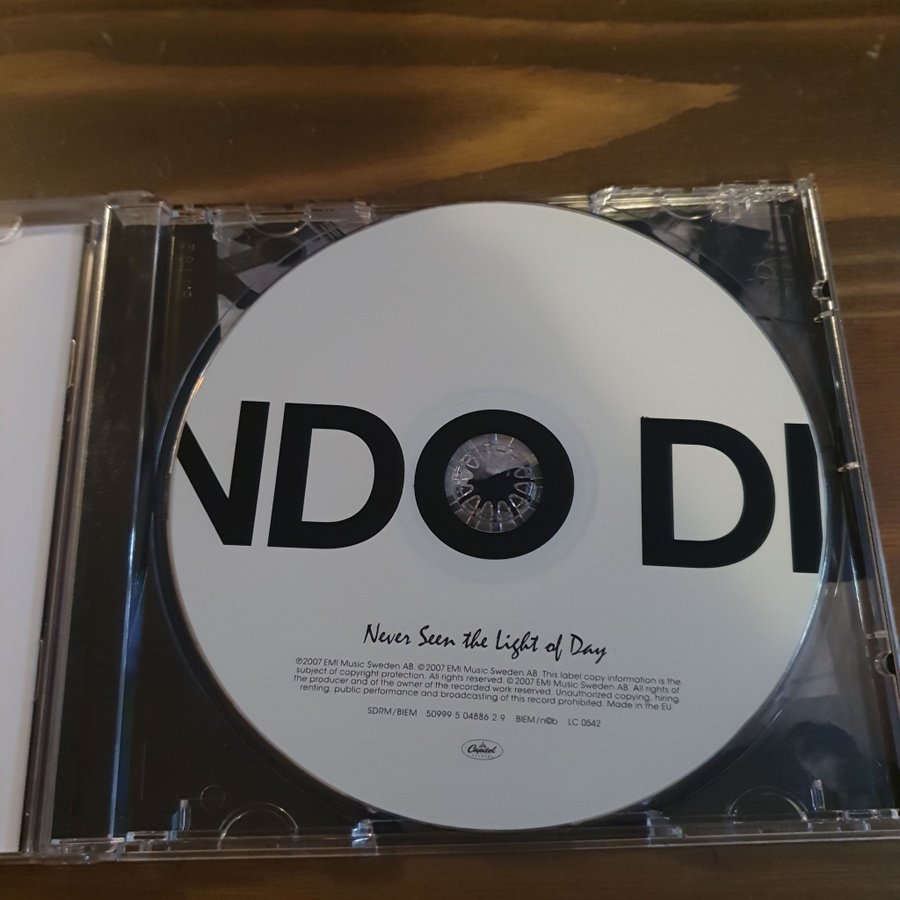 NDO DI
Never Seen the Light of Day
℗2007 EMI Music Sweden AB. ©2007 EMI Music Sweden AB. This label copy information is the
subject of copyright protection. All rights reserved. ©2007 EMI Music Sweden AB. All rights of
the producer and of the owner of the recorded work reserved. Unauthorized copying, hiring,
renting, public performance and broadcasting of this record prohibited. Made in the EU.
SDRM/BIEM 50999 5 04886 2 9 BIEM/n©b LC 0542
Capitol